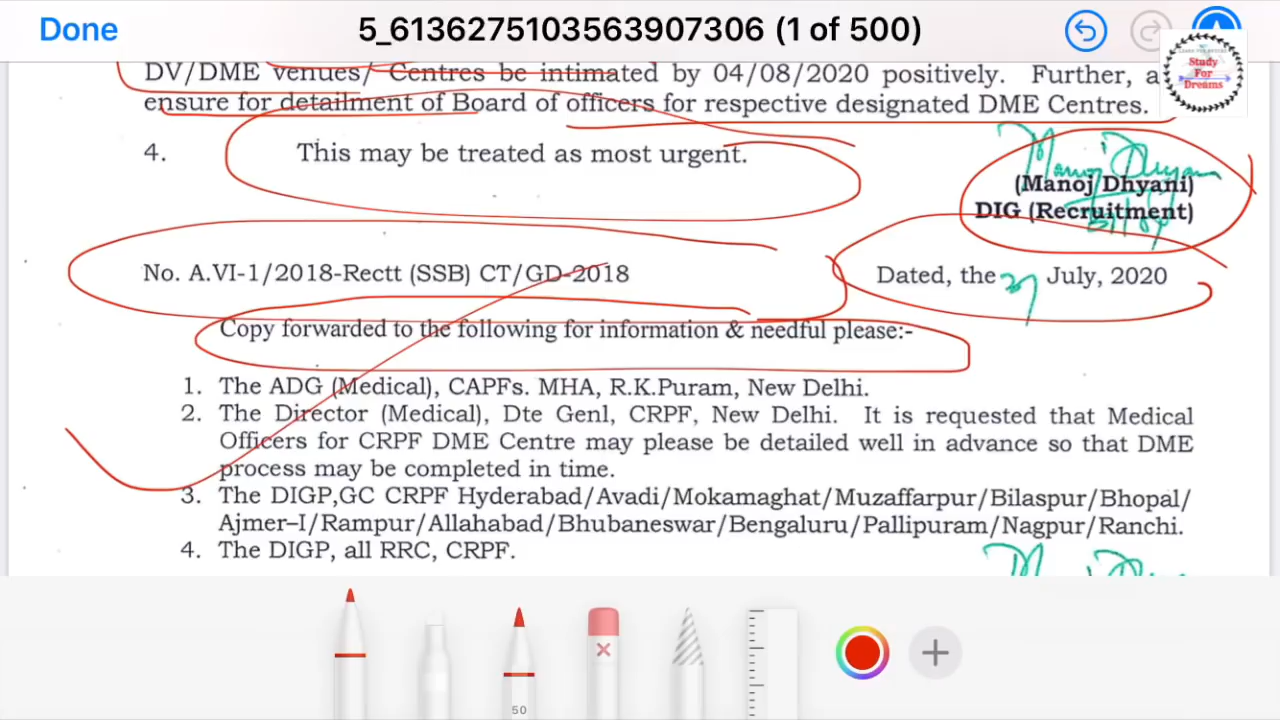 Done
5_6136275103563907306 (1 of 500)
DV/DME venues/ Centres be intimated by 04/08/2020 positively. Further, a
ensure for detailment of Board of officers for respective designated DME Centres.
Study
For
Dreams
4. This may be treated as most urgent.
Manoj Dhyani
(Manoj Dhyani)
DIG (Recruitment)
No. A.VI-1/2018-Rectt (SSB) CT/GD-2018
Dated, the 27 July, 2020
Copy forwarded to the following for information & needful please:-
1. The ADG (Medical), CAPFs. MHA, R.K.Puram, New Delhi.
2. The Director (Medical), Dte Genl, CRPF, New Delhi. It is requested that Medical
Officers for CRPF DME Centre may please be detailed well in advance so that DME
process may be completed in time.
3. The DIGP,GC CRPF Hyderabad/Avadi/Mokamaghat/Muzaffarpur/Bilaspur/Bhopal/
Ajmer–I/Rampur/Allahabad/Bhubaneswar/Bengaluru/Pallipuram/Nagpur/Ranchi.
4. The DIGP, all RRC, CRPF.
50